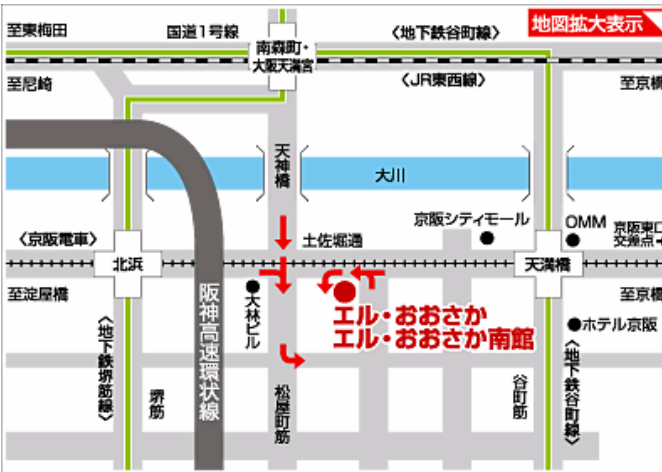 地図拡大表示
至東梅田
国道1号線
〈地下鉄谷町線〉
南森町・
大阪天満宮
〈JR東西線〉
至尼崎
至京橋
天神橋
大川
京阪シティモール
OMM
京阪東口
交差点
〈京阪電車〉
土佐堀通
北浜
天満橋
至淀屋橋
大林ビル
至京橋
エル・おおさか
エル・おおさか南館
ホテル京阪
阪神高速環状線
〈地下鉄堺筋線〉
堺筋
松屋町筋
谷町筋
〈地下鉄谷町線〉